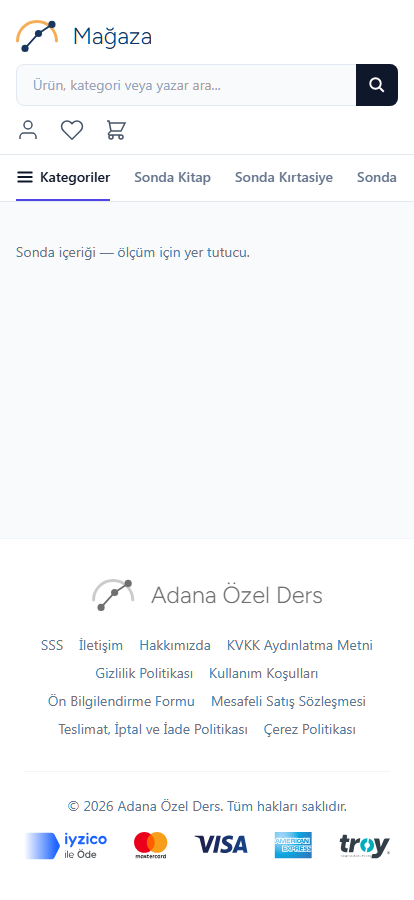 Mağaza
Ürün, kategori veya yazar ara...
Kategoriler Sonda Kitap Sonda Kırtasiye Sonda
Sonda içeriği — ölçüm için yer tutucu.
Adana Özel Ders
SSS İletişim Hakkımızda KVKK Aydınlatma Metni
Gizlilik Politikası Kullanım Koşulları
Ön Bilgilendirme Formu Mesafeli Satış Sözleşmesi
Teslimat, İptal ve İade Politikası Çerez Politikası
© 2026 Adana Özel Ders. Tüm hakları saklıdır.
iyzico
ile Öde
mastercard
VISA
AMERICAN
EXPRESS
troy